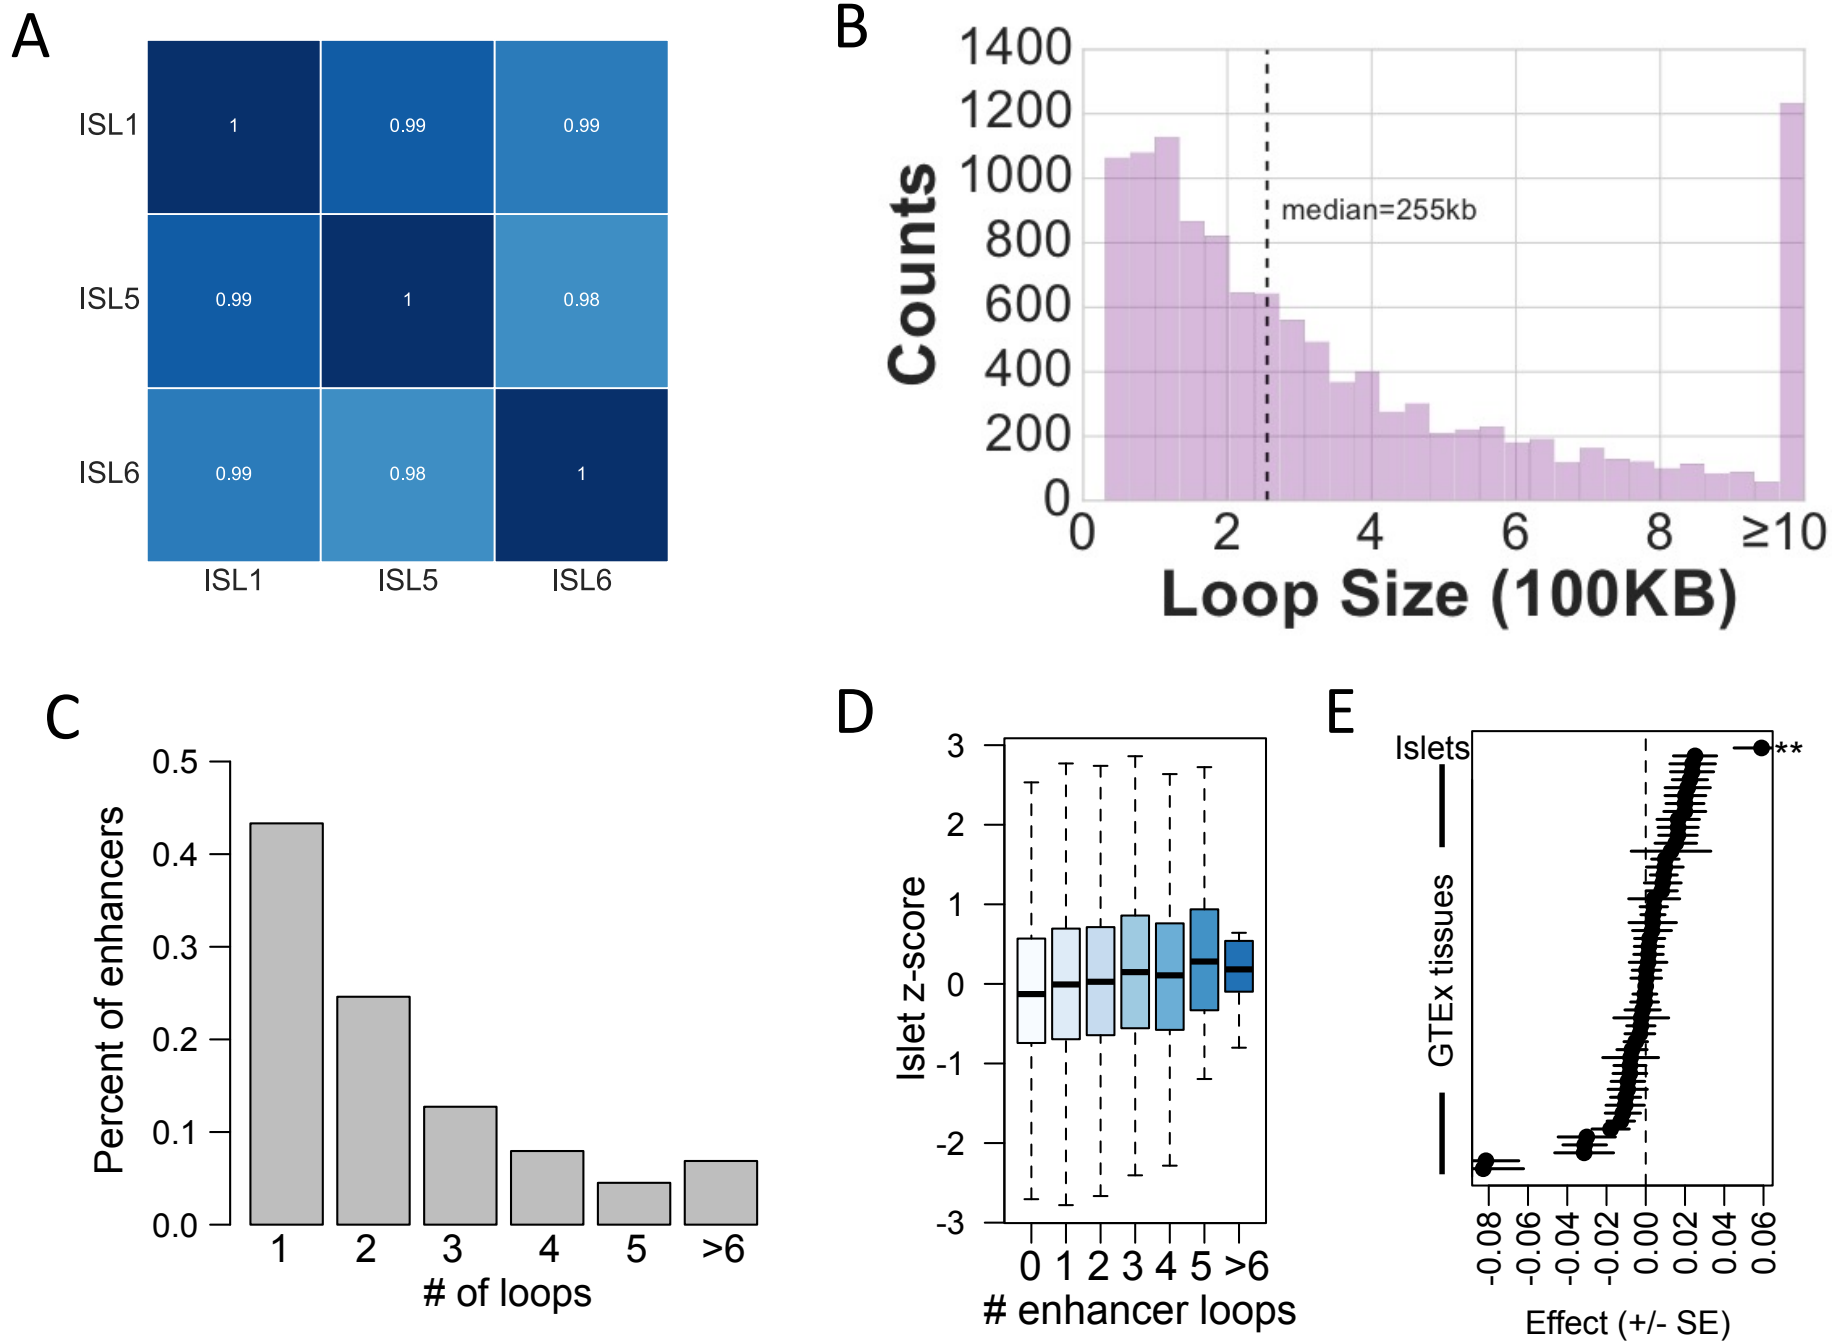 A
ISL1
1
0.99
0.99
ISL5
0.99
1
0.98
ISL6
0.99
0.98
1
ISL1 ISL5 ISL6
B
1400
1200
1000
800
600
400
200
0
Counts
median=255kb
0 2 4 6 8 ≥10
Loop Size (100KB)
C
0.5
0.4
0.3
0.2
0.1
0.0
Percent of enhancers
1 2 3 4 5 >6
# of loops
D
3
2
1
0
-1
-2
-3
Islet z-score
0 1 2 3 4 5 >6
# enhancer loops
E
Islets
**
GTEx tissues
-0.08 -0.06 -0.04 -0.02 0.00 0.02 0.04 0.06
Effect (+/- SE)